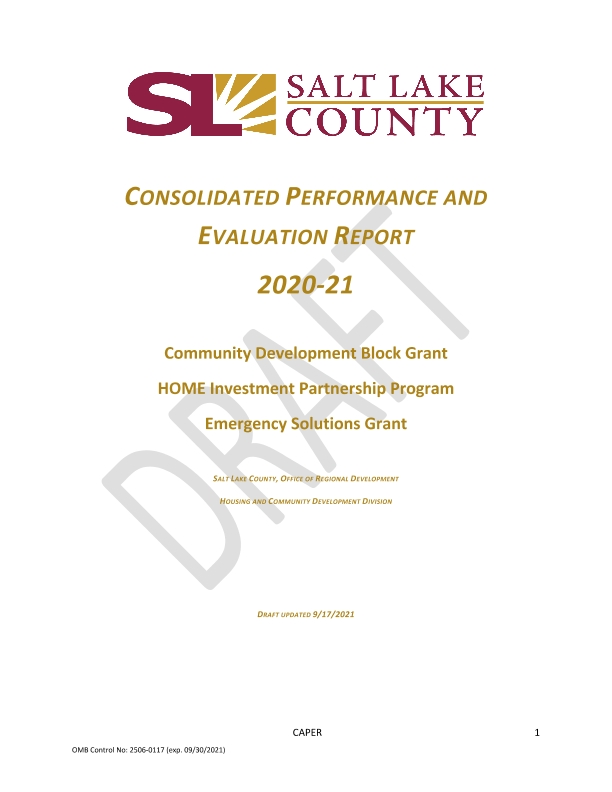 SL SALT LAKE
COUNTY
CONSOLIDATED PERFORMANCE AND
EVALUATION REPORT
2020-21
DRAFT
Community Development Block Grant
HOME Investment Partnership Program
Emergency Solutions Grant
SALT LAKE COUNTY, OFFICE OF REGIONAL DEVELOPMENT
HOUSING AND COMMUNITY DEVELOPMENT DIVISION
DRAFT UPDATED 9/17/2021
CAPER 1
OMB Control No: 2506-0117 (exp. 09/30/2021)